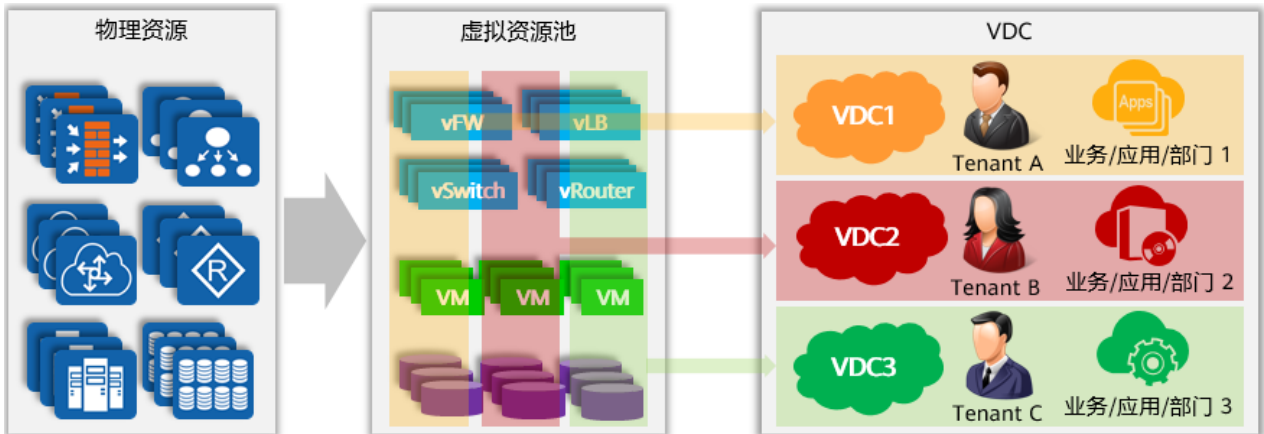 物理资源
R
虚拟资源池
vFW
vLB
vSwitch
vRouter
VM
VM
VM
VDC
VDC1
Tenant A
Apps
业务/应用/部门 1
VDC2
Tenant B
业务/应用/部门 2
VDC3
Tenant C
业务/应用/部门 3